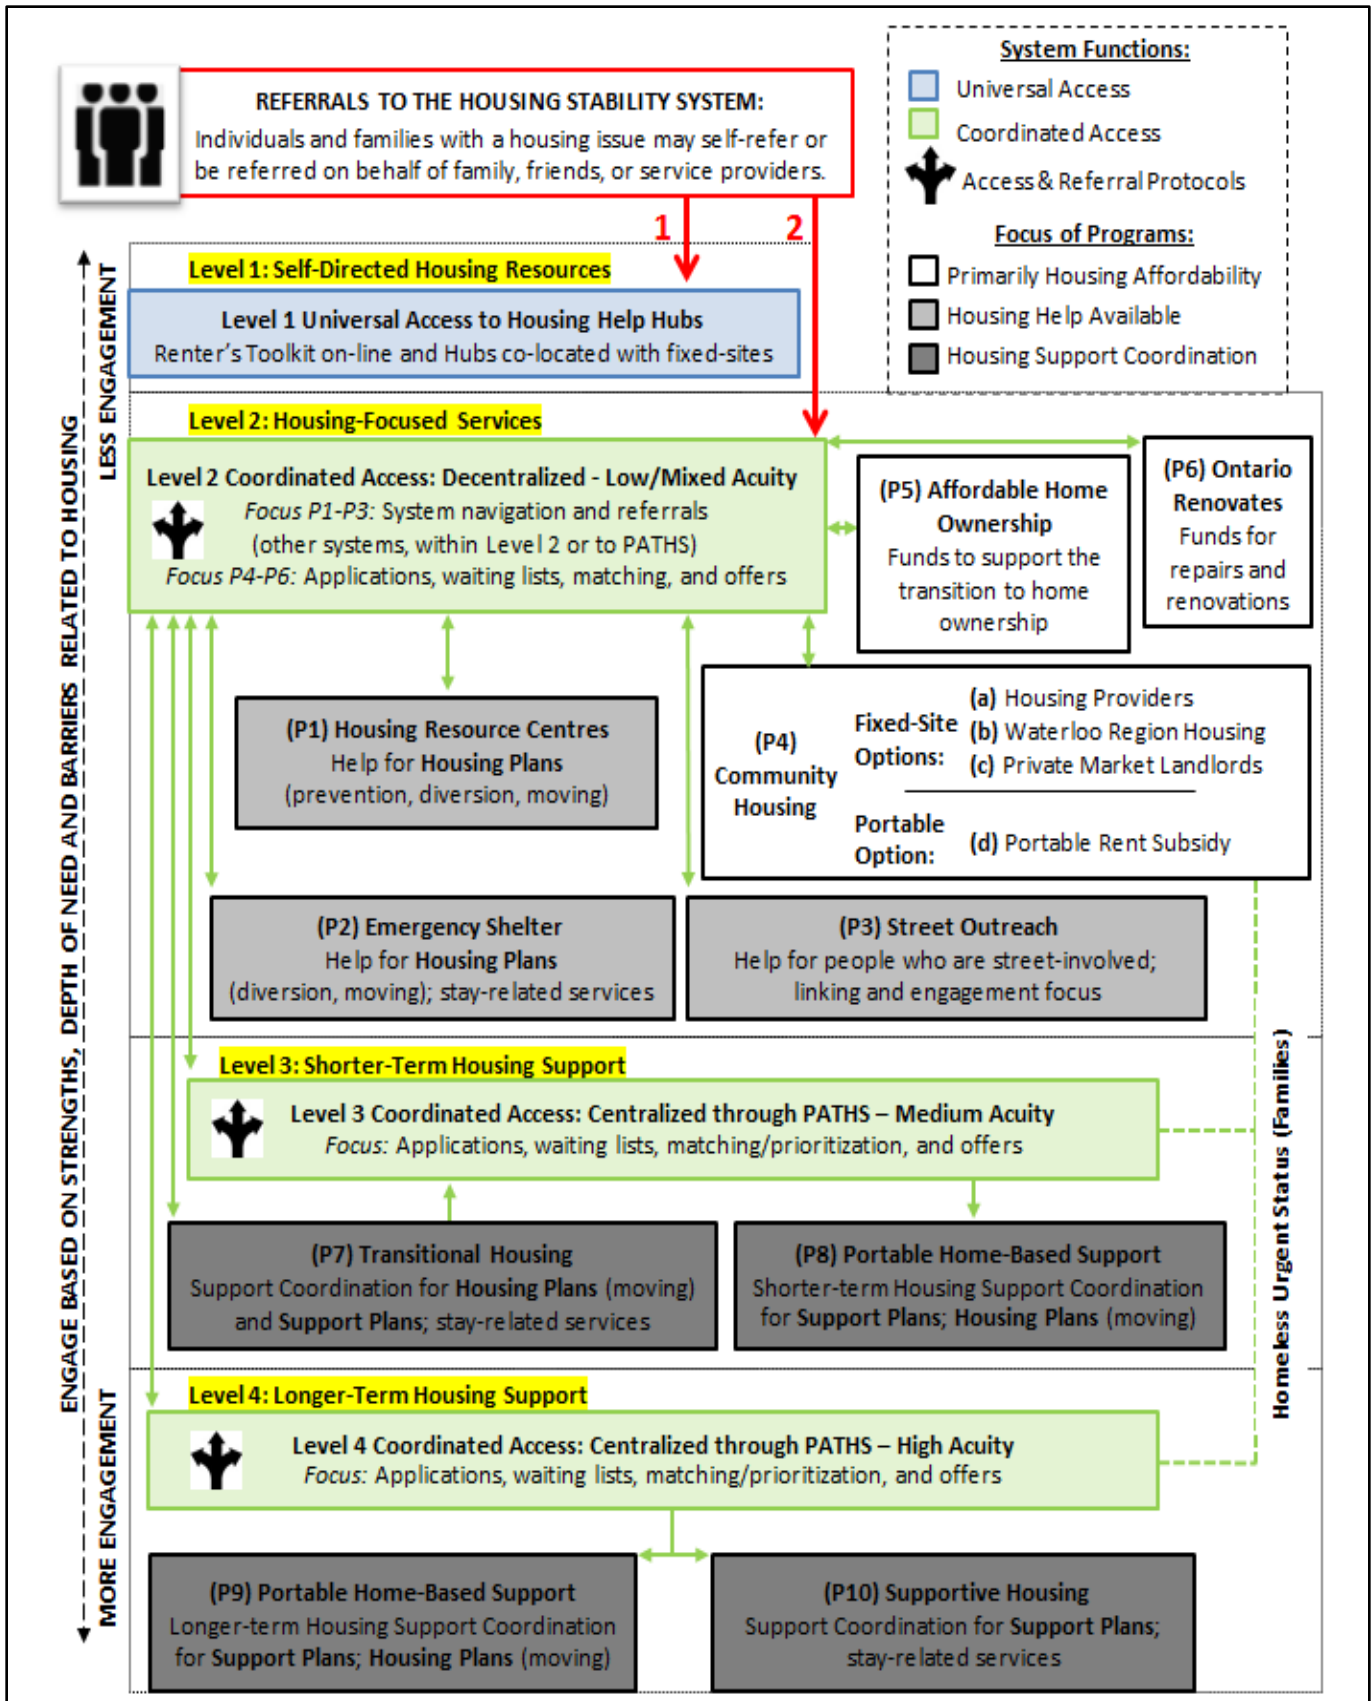 REFERRALS TO THE HOUSING STABILITY SYSTEM:
Individuals and families with a housing issue may self-refer or
be referred on behalf of family, friends, or service providers.
System Functions:
Universal Access
Coordinated Access
Access & Referral Protocols
Focus of Programs:
Primarily Housing Affordability
Housing Help Available
Housing Support Coordination
1
2
LESS ENGAGEMENT
ENGAGE BASED ON STRENGTHS, DEPTH OF NEED AND BARRIERS RELATED TO HOUSING
MORE ENGAGEMENT
Level 1: Self-Directed Housing Resources
Level 1 Universal Access to Housing Help Hubs
Renter's Toolkit on-line and Hubs co-located with fixed-sites
Level 2: Housing-Focused Services
Level 2 Coordinated Access: Decentralized - Low/Mixed Acuity
Focus P1-P3: System navigation and referrals
(other systems, within Level 2 or to PATHS)
Focus P4-P6: Applications, waiting lists, matching, and offers
(P5) Affordable Home
Ownership
Funds to support the
transition to home
ownership
(P6) Ontario
Renovates
Funds for
repairs and
renovations
(P1) Housing Resource Centres
Help for Housing Plans
(prevention, diversion, moving)
(P4)
Community
Housing
Fixed-Site
Options:
(a) Housing Providers
(b) Waterloo Region Housing
(c) Private Market Landlords
Portable
Option:
(d) Portable Rent Subsidy
(P2) Emergency Shelter
Help for Housing Plans
(diversion, moving); stay-related services
(P3) Street Outreach
Help for people who are street-involved;
linking and engagement focus
Homeless Urgent Status (Families)
Level 3: Shorter-Term Housing Support
Level 3 Coordinated Access: Centralized through PATHS – Medium Acuity
Focus: Applications, waiting lists, matching/prioritization, and offers
(P7) Transitional Housing
Support Coordination for Housing Plans (moving)
and Support Plans; stay-related services
(P8) Portable Home-Based Support
Shorter-term Housing Support Coordination
for Support Plans; Housing Plans (moving)
Level 4: Longer-Term Housing Support
Level 4 Coordinated Access: Centralized through PATHS – High Acuity
Focus: Applications, waiting lists, matching/prioritization, and offers
(P9) Portable Home-Based Support
Longer-term Housing Support Coordination
for Support Plans; Housing Plans (moving)
(P10) Supportive Housing
Support Coordination for Support Plans;
stay-related services